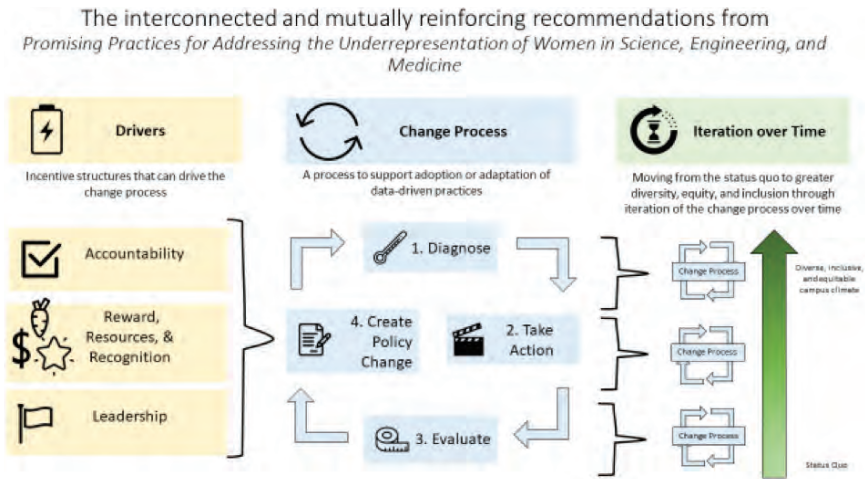 The interconnected and mutually reinforcing recommendations from
Promising Practices for Addressing the Underrepresentation of Women in Science, Engineering, and
Medicine
Drivers
Incentive structures that can drive the
change process
Accountability
Reward,
Resources, &
Recognition
Leadership
Change Process
A process to support adoption or adaptation of
data-driven practices
1. Diagnose
2. Take
Action
3. Evaluate
4. Create
Policy
Change
Iteration over Time
Moving from the status quo to greater
diversity, equity, and inclusion through
iteration of the change process over time
Change Process
Change Process
Change Process
Diverse, inclusive,
and equitable
campus climate
Status Quo